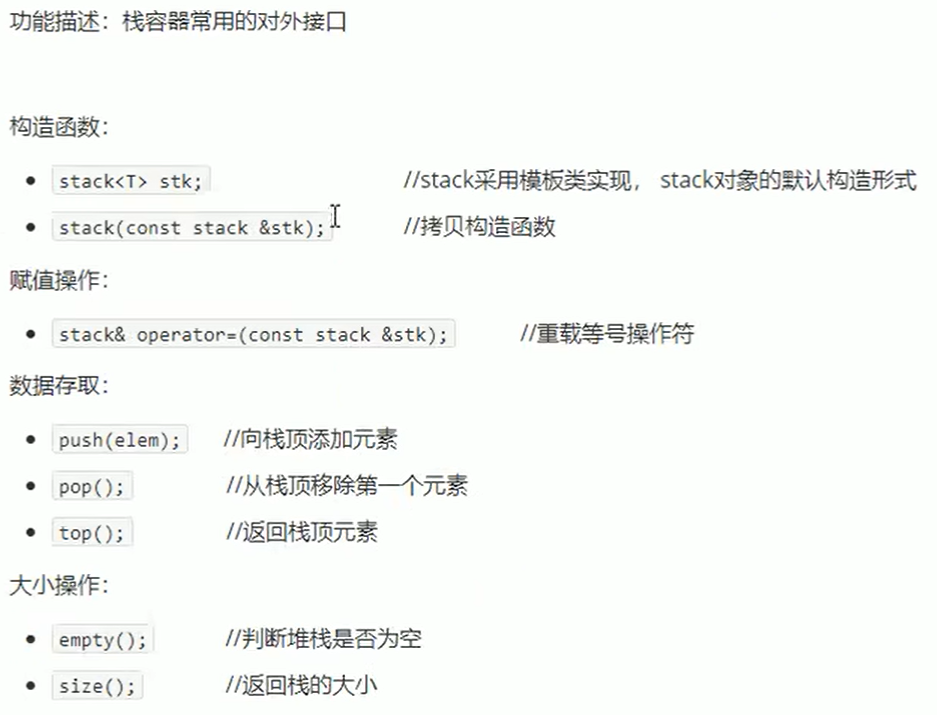 功能描述：栈容器常用的对外接口
构造函数：
stack<T> stk; //stack采用模板类实现， stack对象的默认构造形式
stack(const stack &stk); //拷贝构造函数
赋值操作：
stack& operator=(const stack &stk); //重载等号操作符
数据存取：
push(elem); //向栈顶添加元素
pop(); //从栈顶移除第一个元素
top(); //返回栈顶元素
大小操作：
empty(); //判断堆栈是否为空
size(); //返回栈的大小